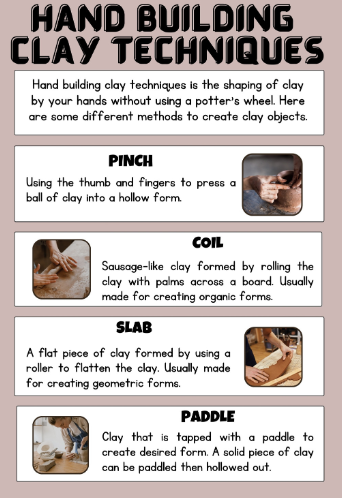 HAND BUILDING
CLAY TECHNIQUES
Hand building clay techniques is the shaping of clay
by your hands without using a potter's wheel. Here
are some different methods to create clay objects.
PINCH
Using the thumb and fingers to press a
ball of clay into a hollow form.
COIL
Sausage-like clay formed by rolling the
clay with palms across a board. Usually
made for creating organic forms.
SLAB
A flat piece of clay formed by using a
roller to flatten the clay. Usually made
for creating geometric forms.
PADDLE
Clay that is tapped with a paddle to
create desired form. A solid piece of clay
can be paddled then hollowed out.